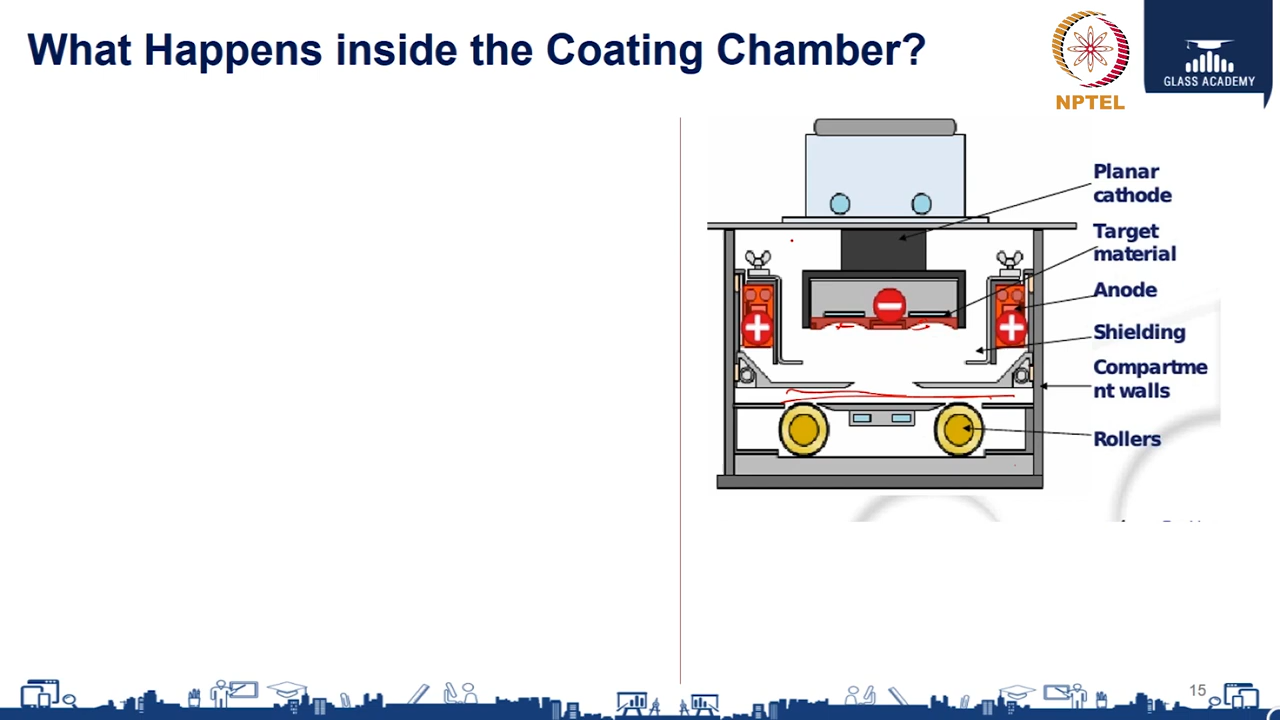 What Happens inside the Coating Chamber?
NPTEL
GLASS ACADEMY
Planar
cathode
Target
material
Anode
Shielding
Compartme
nt walls
Rollers
15